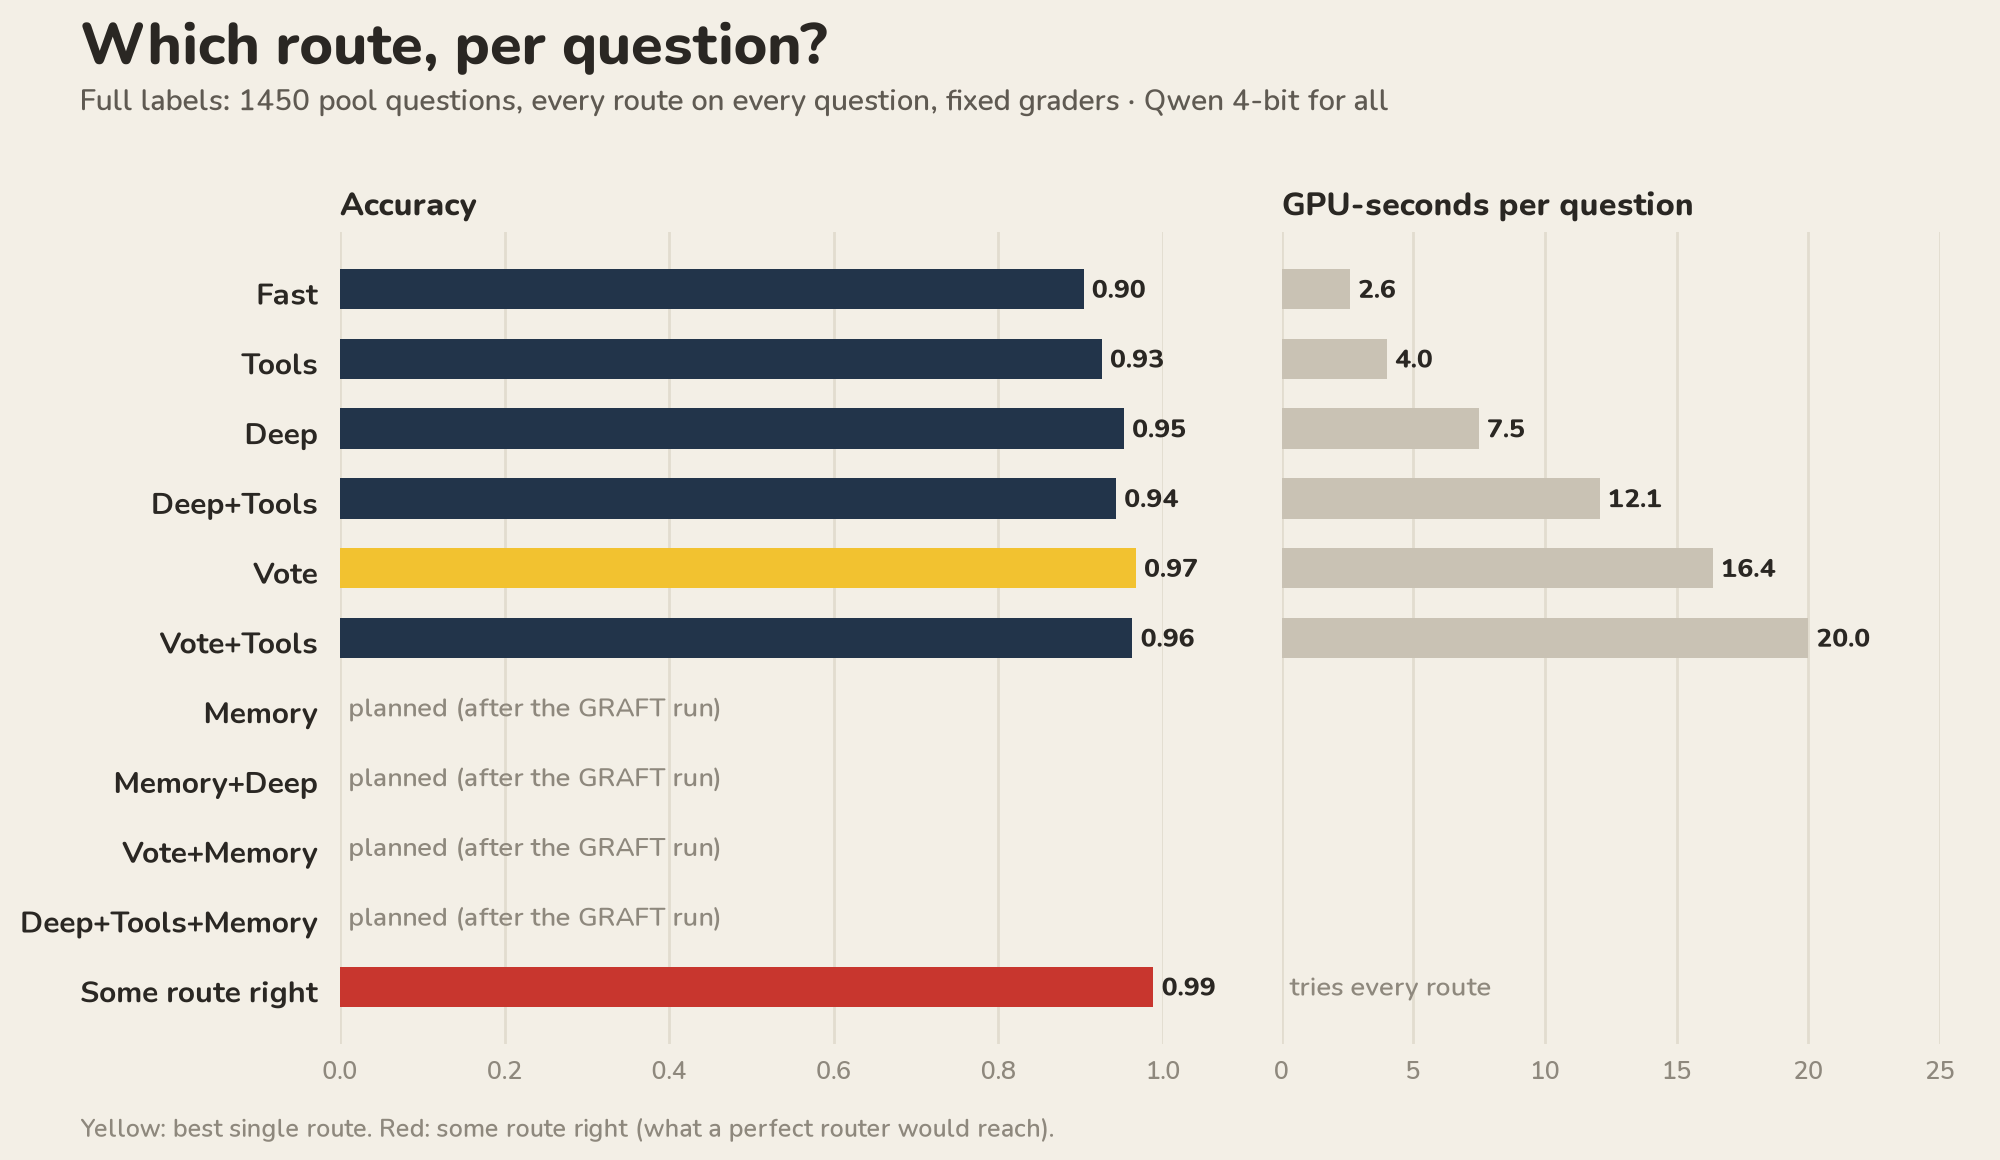 Which route, per question?
Full labels: 1450 pool questions, every route on every question, fixed graders · Qwen 4-bit for all
Accuracy
GPU-seconds per question
Fast 0.90 2.6
Tools 0.93 4.0
Deep 0.95 7.5
Deep+Tools 0.94 12.1
Vote 0.97 16.4
Vote+Tools 0.96 20.0
Memory planned (after the GRAFT run)
Memory+Deep planned (after the GRAFT run)
Vote+Memory planned (after the GRAFT run)
Deep+Tools+Memory planned (after the GRAFT run)
Some route right 0.99 tries every route
0.0 0.2 0.4 0.6 0.8 1.0 0 5 10 15 20 25
Yellow: best single route. Red: some route right (what a perfect router would reach).